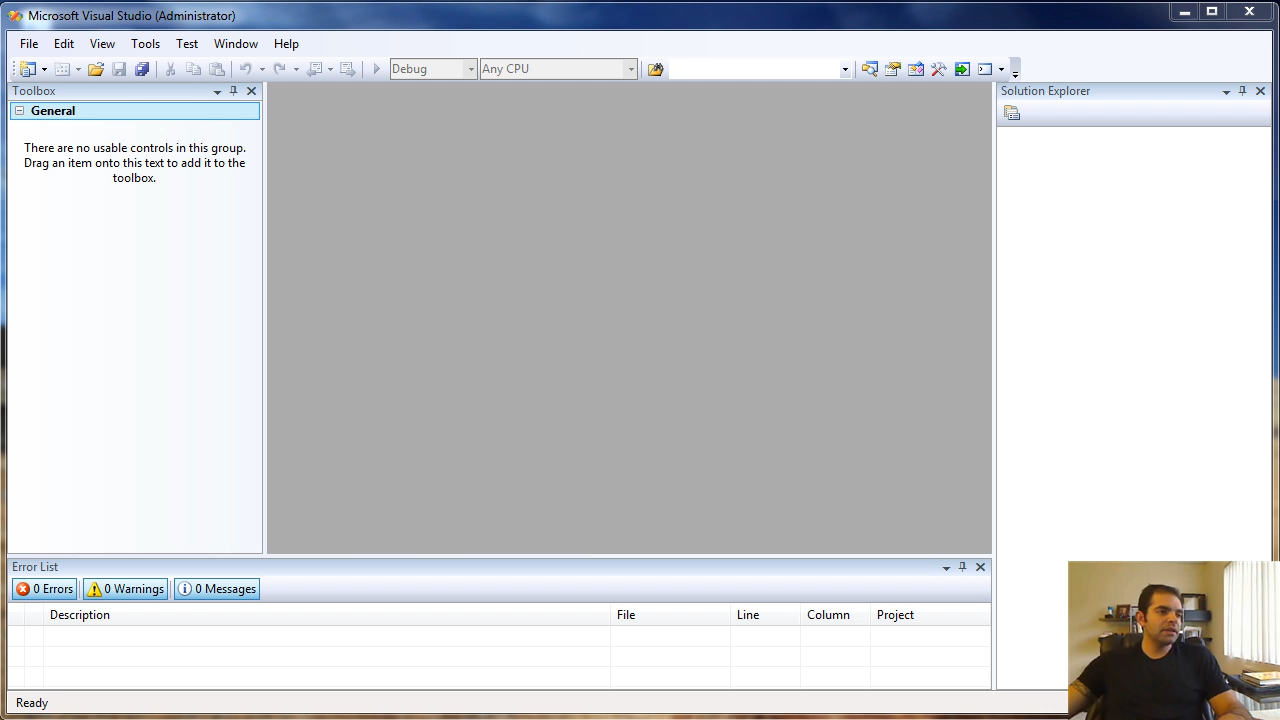 Microsoft Visual Studio (Administrator)
File Edit View Tools Test Window Help
Debug Any CPU
Toolbox
General
There are no usable controls in this group.
Drag an item onto this text to add it to the
toolbox.
Solution Explorer
Error List
0 Errors 0 Warnings 0 Messages
Description File Line Column Project
Ready